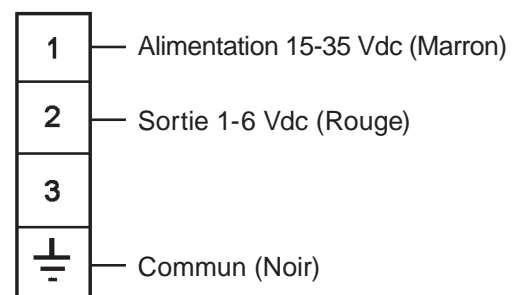 1 Alimentation 15-35 Vdc (Marron)
2 Sortie 1-6 Vdc (Rouge)
3
Commun (Noir)